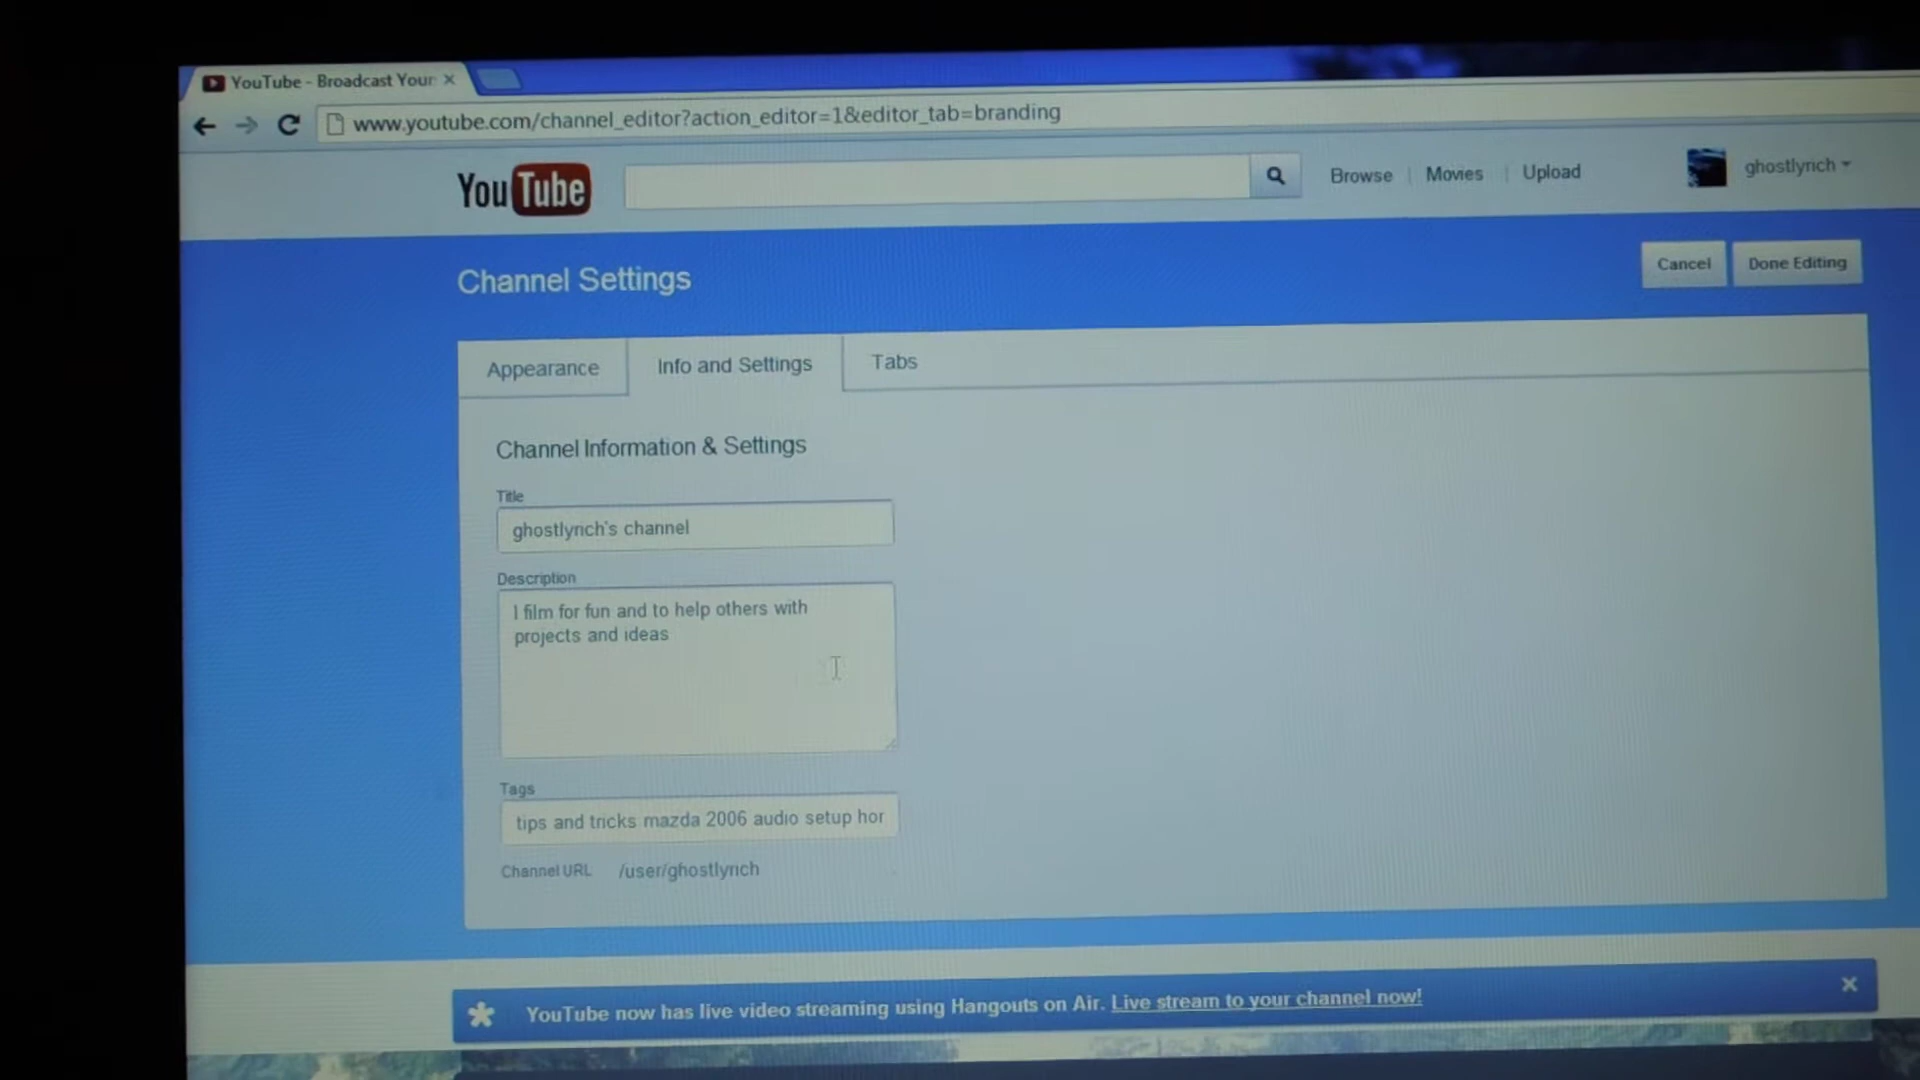 YouTube - Broadcast Your
www.youtube.com/channel_editor?action_editor=1&editor_tab=branding
YouTube
Browse | Movies | Upload
ghostlynch
Channel Settings
Cancel
Done Editing
Appearance
Info and Settings
Tabs
Channel Information & Settings
Title
ghostlynch's channel
Description
I film for fun and to help others with
projects and ideas
Tags
tips and tricks mazda 2006 audio setup hor
Channel URL /user/ghostlynch
YouTube now has live video streaming using Hangouts on Air. Live stream to your channel now!